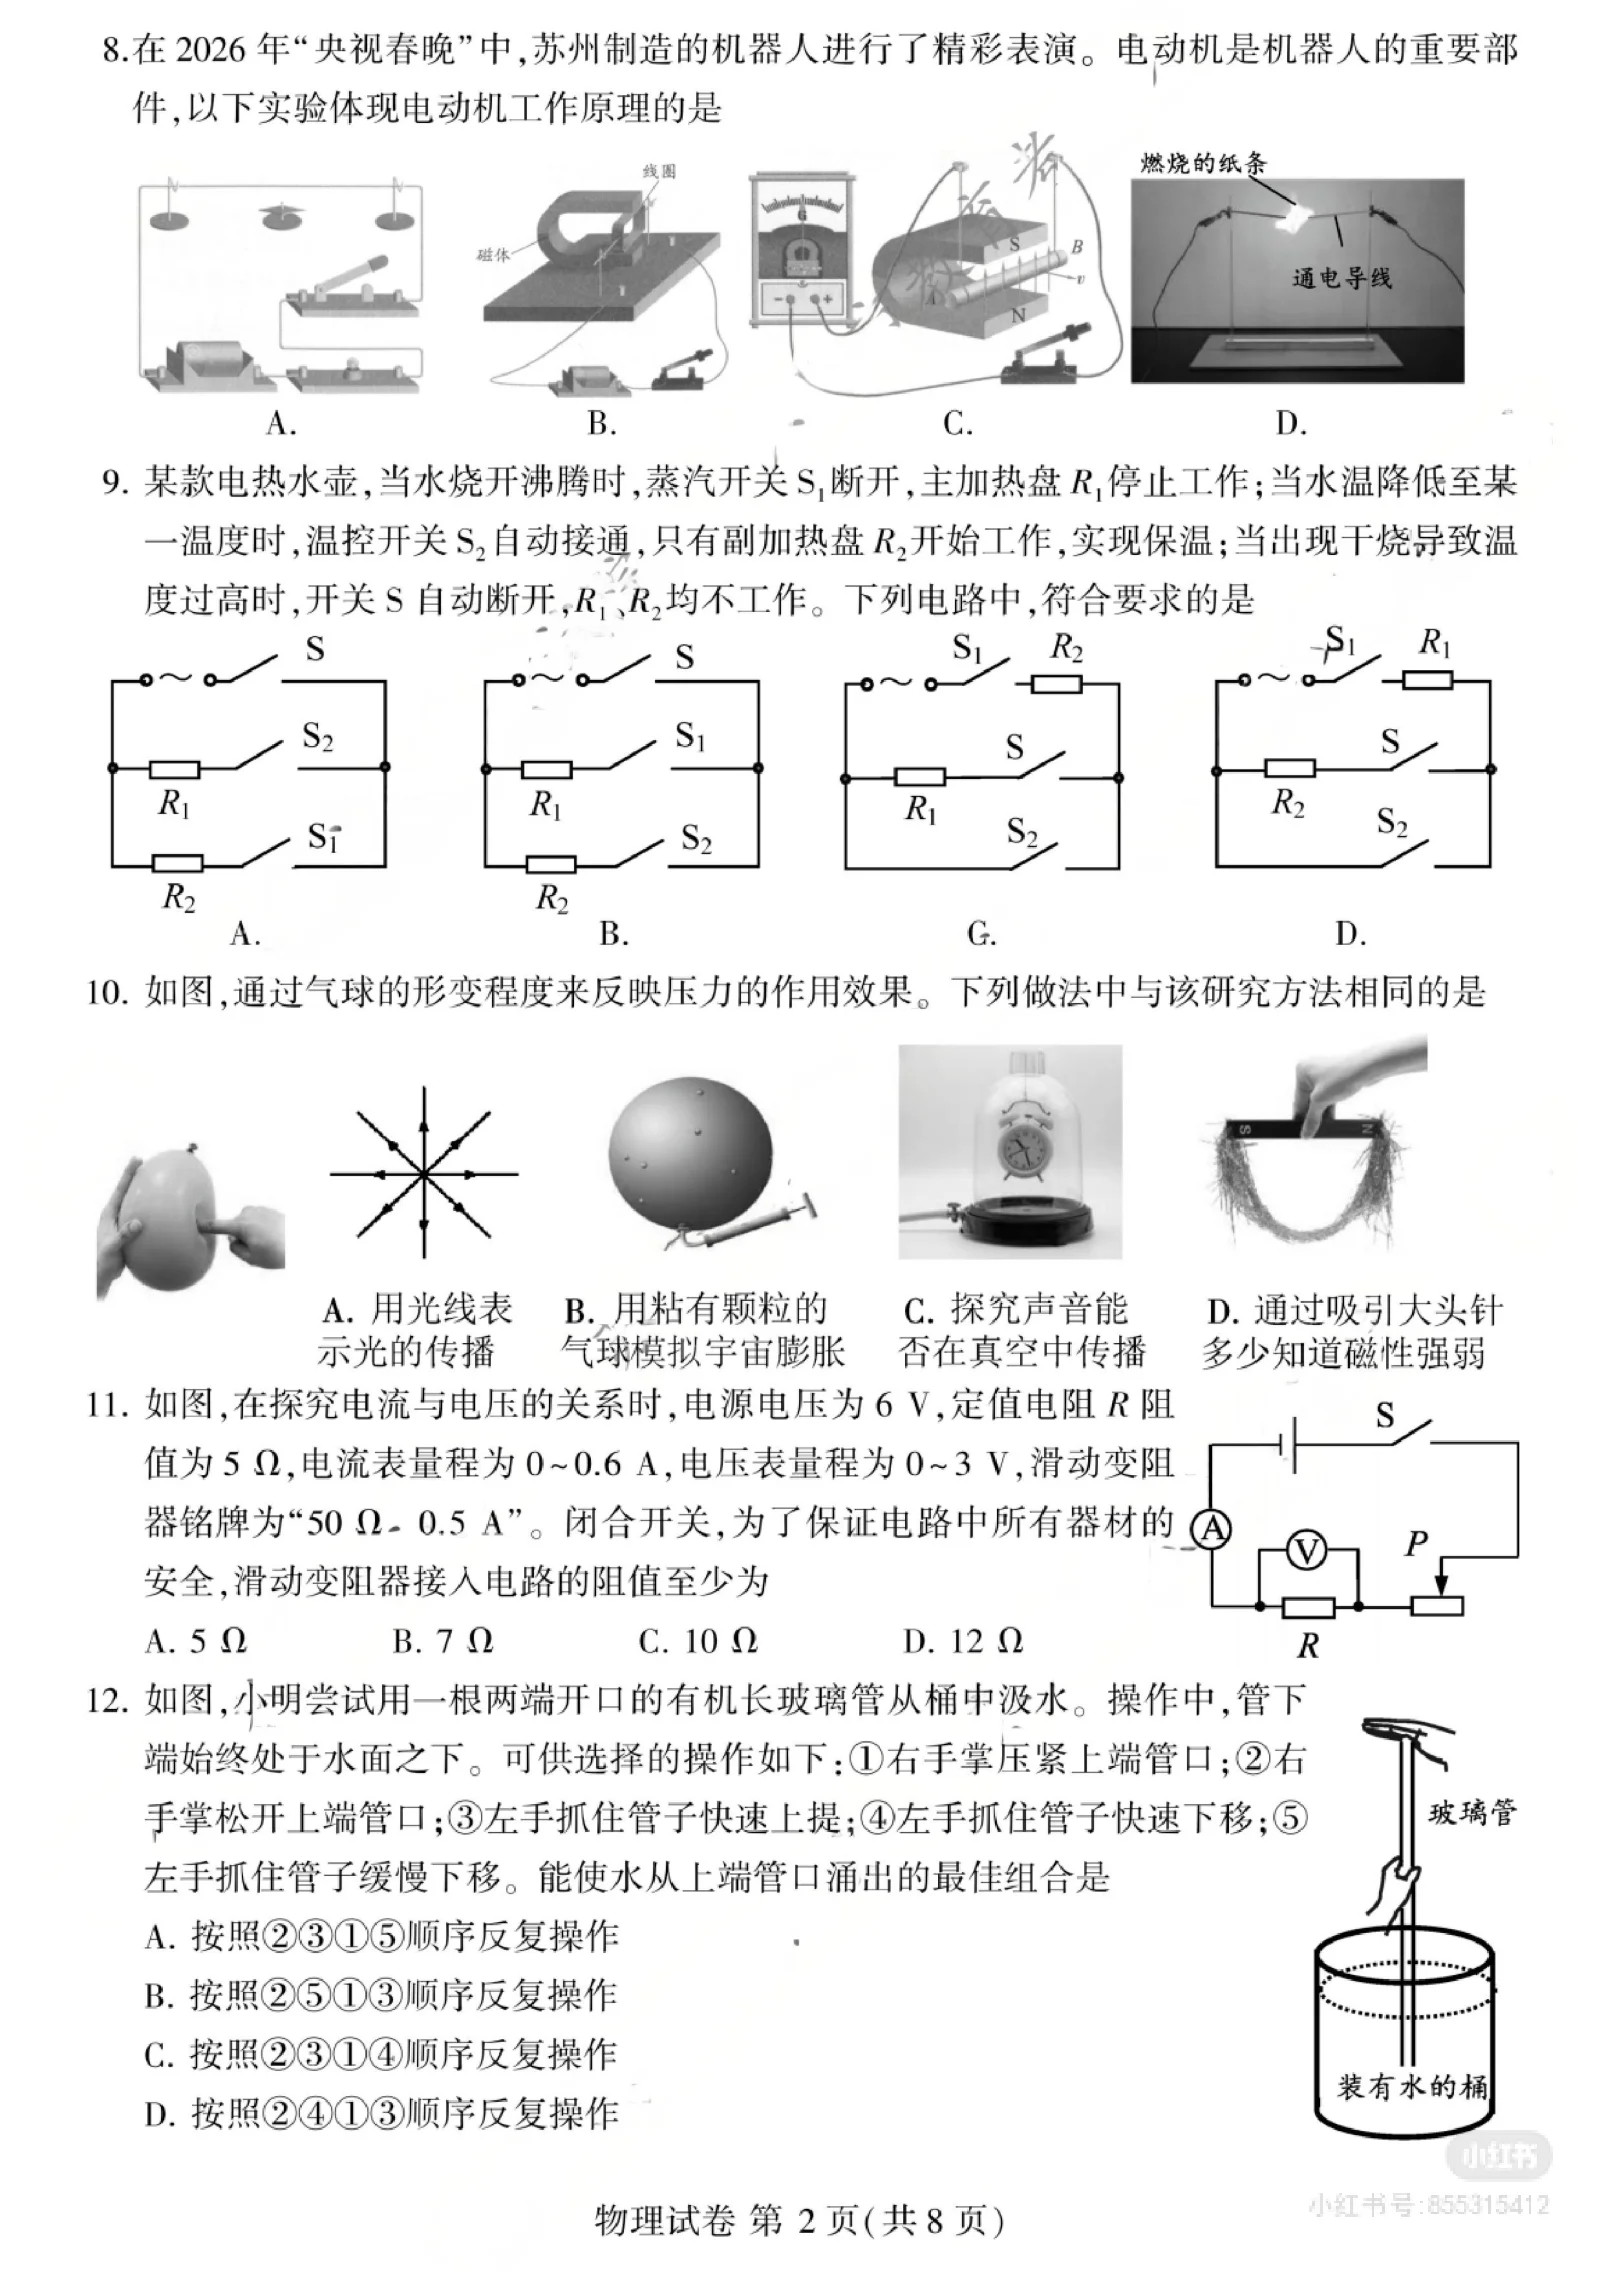 8.在 2026 年“央视春晚”中,苏州制造的机器人进行了精彩表演。电动机是机器人的重要部
件,以下实验体现电动机工作原理的是
线圈
磁体
G
S
B
A
v
N
燃烧的纸条
通电导线
A.
B.
C.
D.
9. 某款电热水壶,当水烧开沸腾时,蒸汽开关 S₁断开,主加热盘 R₁停止工作;当水温降低至某
一温度时,温控开关 S₂自动接通,只有副加热盘 R₂开始工作,实现保温;当出现干烧导致温
度过高时,开关 S 自动断开,R₁、R₂均不工作。下列电路中,符合要求的是
S
S₂
R₁
S₁
R₂
S
S₁
R₁
S₂
R₂
S₁ R₂
S
R₁
S₂
S₁ R₁
S
R₂
S₂
A.
B.
C.
D.
10. 如图,通过气球的形变程度来反映压力的作用效果。下列做法中与该研究方法相同的是
S N
A. 用光线表
示光的传播
B. 用粘有颗粒的
气球模拟宇宙膨胀
C. 探究声音能
否在真空中传播
D. 通过吸引大头针
多少知道磁性强弱
11. 如图,在探究电流与电压的关系时,电源电压为 6 V,定值电阻 R 阻
值为 5 Ω,电流表量程为 0~0.6 A,电压表量程为 0~3 V,滑动变阻
器铭牌为“50 Ω 0.5 A”。闭合开关,为了保证电路中所有器材的
安全,滑动变阻器接入电路的阻值至少为
A. 5 Ω B. 7 Ω C. 10 Ω D. 12 Ω
S
A
V
P
R
12. 如图,小明尝试用一根两端开口的有机长玻璃管从桶中汲水。操作中,管下
端始终处于水面之下。可供选择的操作如下:①右手掌压紧上端管口;②右
手掌松开上端管口;③左手抓住管子快速上提;④左手抓住管子快速下移;⑤
左手抓住管子缓慢下移。能使水从上端管口涌出的最佳组合是
A. 按照②③①⑤顺序反复操作
B. 按照②⑤①③顺序反复操作
C. 按照②③①④顺序反复操作
D. 按照②④①③顺序反复操作
玻璃管
装有水的桶
物理试卷 第 2 页(共 8 页)
小红书
小红书号:855315412